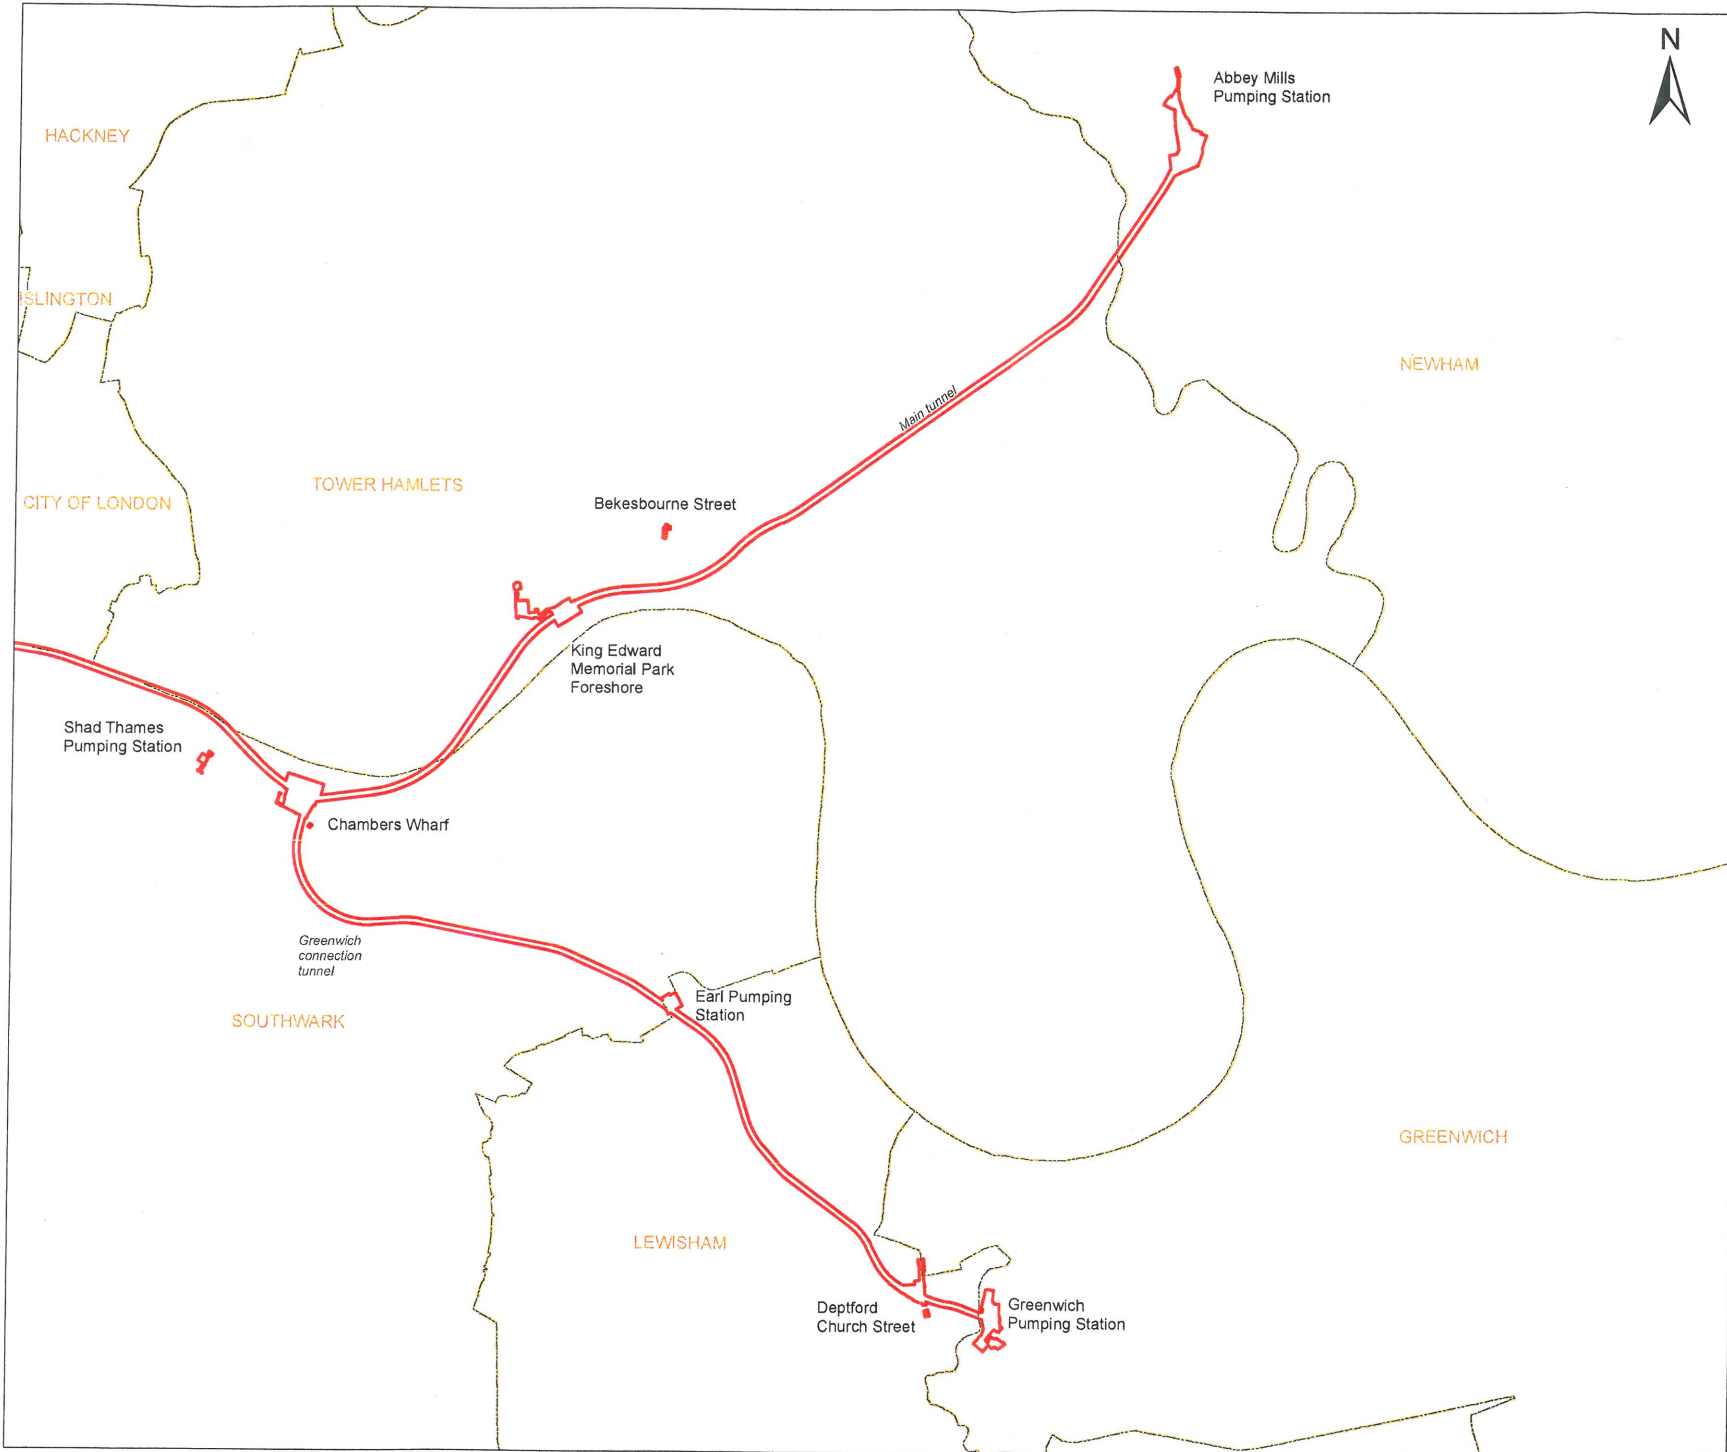 N
Abbey Mills
Pumping Station
HACKNEY
ISLINGTON
NEWHAM
Main tunnel
TOWER HAMLETS
CITY OF LONDON
Bekesbourne Street
King Edward
Memorial Park
Foreshore
Shad Thames
Pumping Station
Chambers Wharf
Greenwich
connection
tunnel
Earl Pumping
Station
SOUTHWARK
GREENWICH
LEWISHAM
Deptford
Church Street
Greenwich
Pumping Station